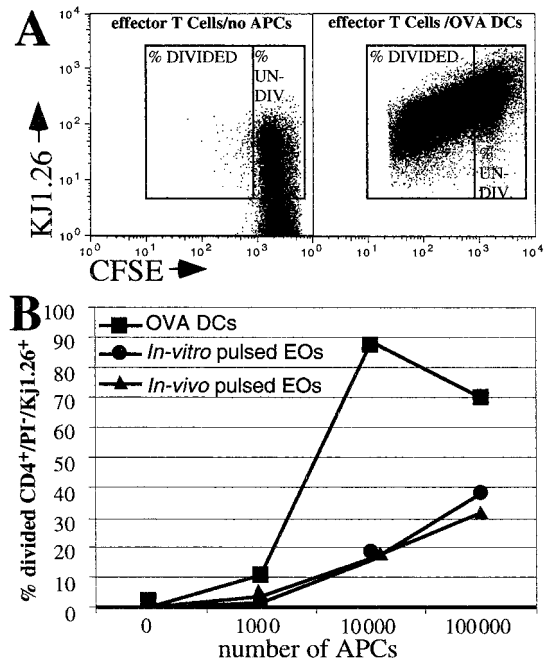 A
effector T Cells/no APCs
effector T Cells /OVA DCs
10⁴
10³
10²
10¹
10⁰
KJ1.26
% DIVIDED
%
UN-
DIV.
% DIVIDED
%
UN-
DIV.
10⁰ 10¹ 10² 10³ 10⁰ 10¹ 10² 10³ 10⁴
CFSE
B
100
90
80
70
60
50
40
30
20
10
0
% divided CD4⁺/PI⁻/Kj1.26⁺
OVA DCs
In-vitro pulsed EOs
In-vivo pulsed EOs
0 1000 10000 100000
number of APCs